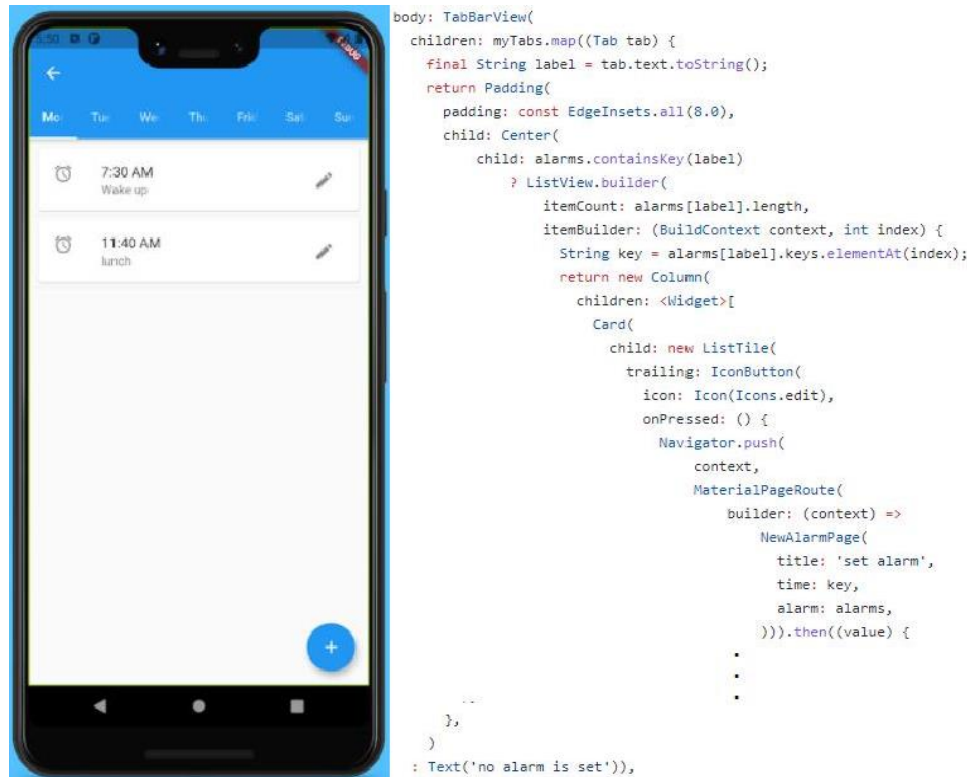 5:50
DEBUG
Mo
Tue
We
Thu
Frid
Sat
Sun
7:30 AM
Wake up
11:40 AM
lunch
+
body: TabBarView(
children: myTabs.map((Tab tab) {
final String label = tab.text.toString();
return Padding(
padding: const EdgeInsets.all(8.0),
child: Center(
child: alarms.containsKey(label)
? ListView.builder(
itemCount: alarms[label].length,
itemBuilder: (BuildContext context, int index) {
String key = alarms[label].keys.elementAt(index);
return new Column(
children: <Widget>[
Card(
child: new ListTile(
trailing: IconButton(
icon: Icon(Icons.edit),
onPressed: () {
Navigator.push(
context,
MaterialPageRoute(
builder: (context) =>
NewAlarmPage(
title: 'set alarm',
time: key,
alarm: alarms,
))).then((value) {
.
.
.
},
)
: Text('no alarm is set')),